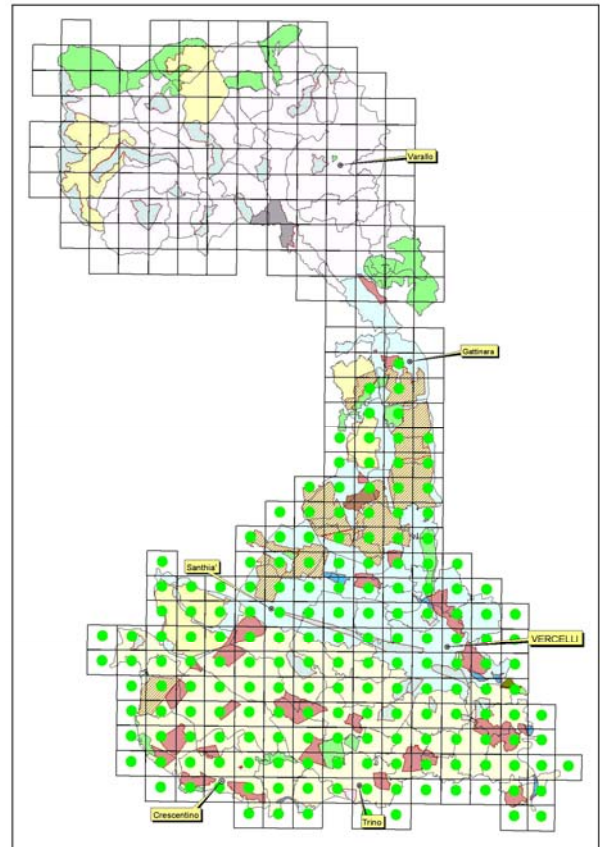 Varallo
Gattinara
Santhia'
VERCELLI
Crescentino
Trino